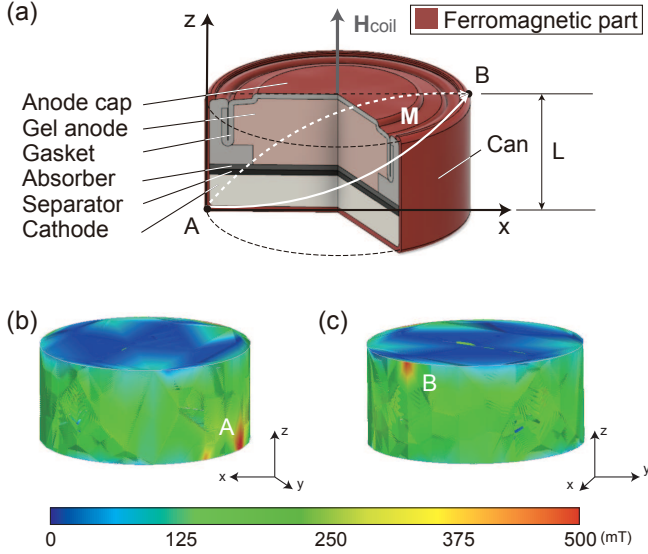 (a)
z
Hcoil
Ferromagnetic part
B
Anode cap
Gel anode
Gasket
Absorber
Separator
Cathode
M
Can
L
A
x
(b)
(c)
A
B
z
x
y
z
x
y
0
125
250
375
500 (mT)